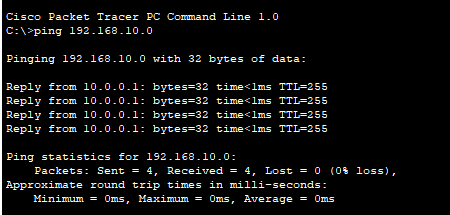 Cisco Packet Tracer PC Command Line 1.0
C:\>ping 192.168.10.0
Pinging 192.168.10.0 with 32 bytes of data:
Reply from 10.0.0.1: bytes=32 time<1ms TTL=255
Reply from 10.0.0.1: bytes=32 time<1ms TTL=255
Reply from 10.0.0.1: bytes=32 time<1ms TTL=255
Reply from 10.0.0.1: bytes=32 time<1ms TTL=255
Ping statistics for 192.168.10.0:
Packets: Sent = 4, Received = 4, Lost = 0 (0% loss),
Approximate round trip times in milli-seconds:
Minimum = 0ms, Maximum = 0ms, Average = 0ms